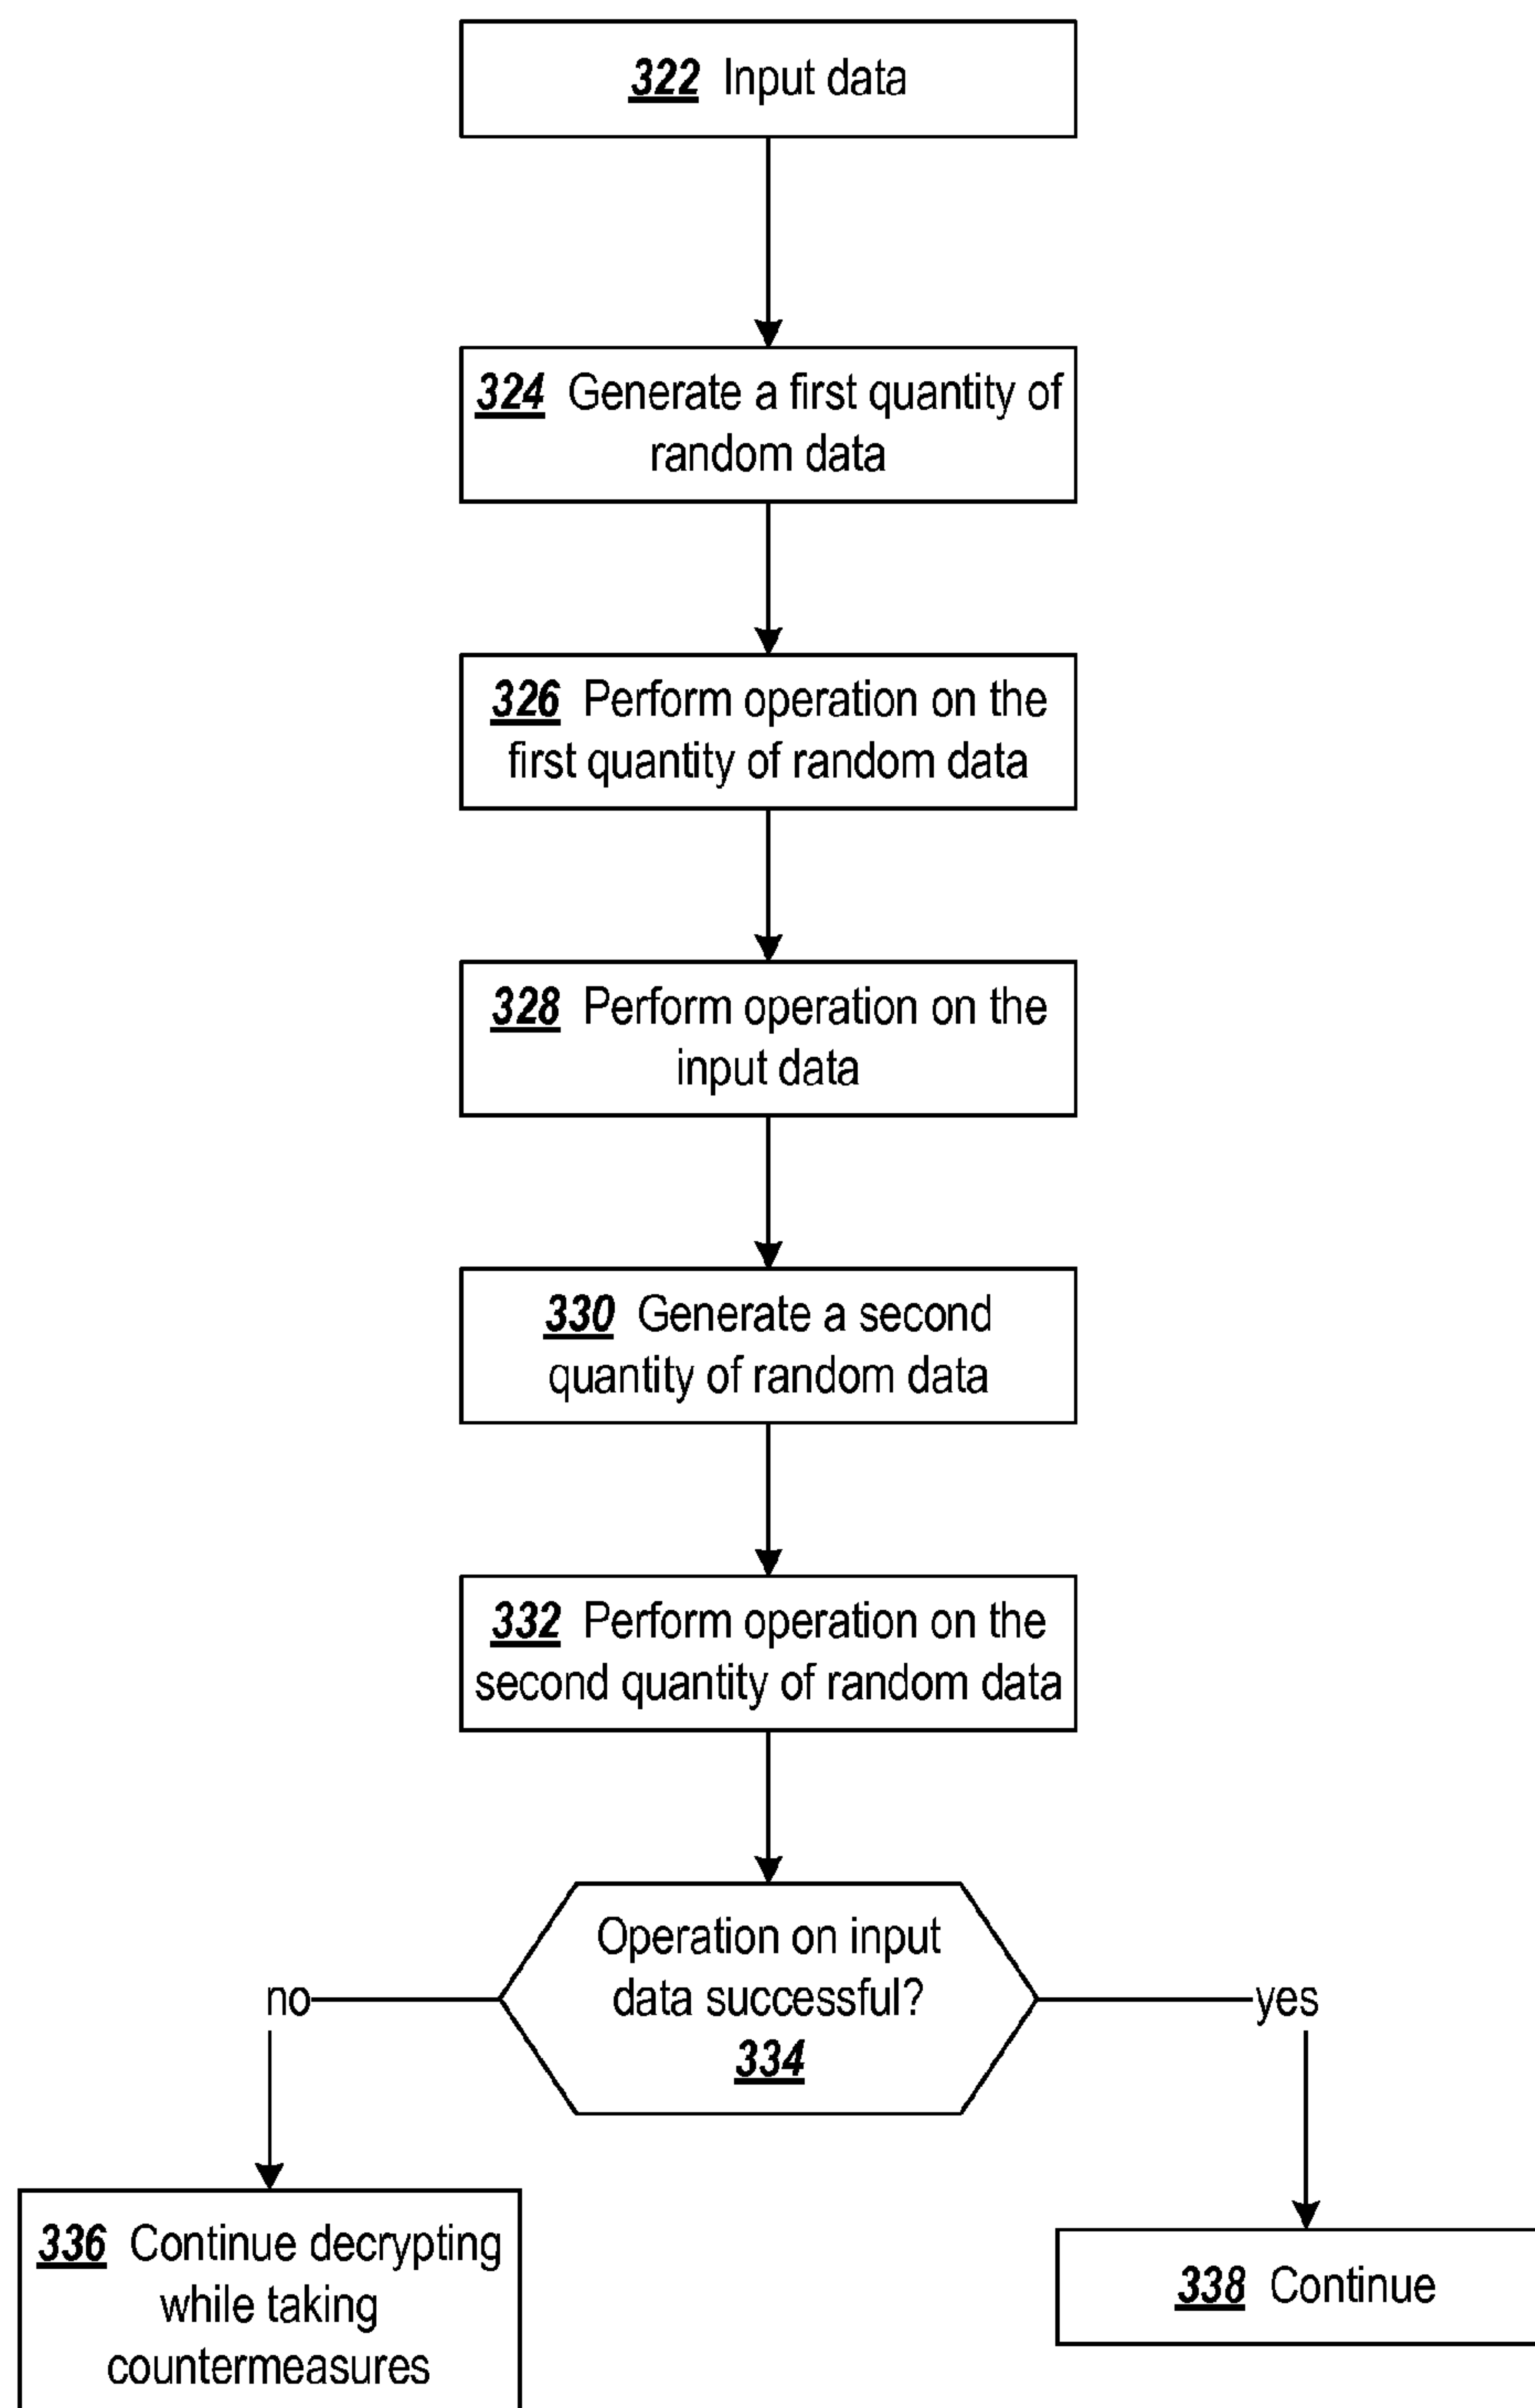 322 Input data
324 Generate a first quantity of
random data
326 Perform operation on the
first quantity of random data
328 Perform operation on the
input data
330 Generate a second
quantity of random data
332 Perform operation on the
second quantity of random data
Operation on input
data successful?
334
no
yes
336 Continue decrypting
while taking
countermeasures
338 Continue